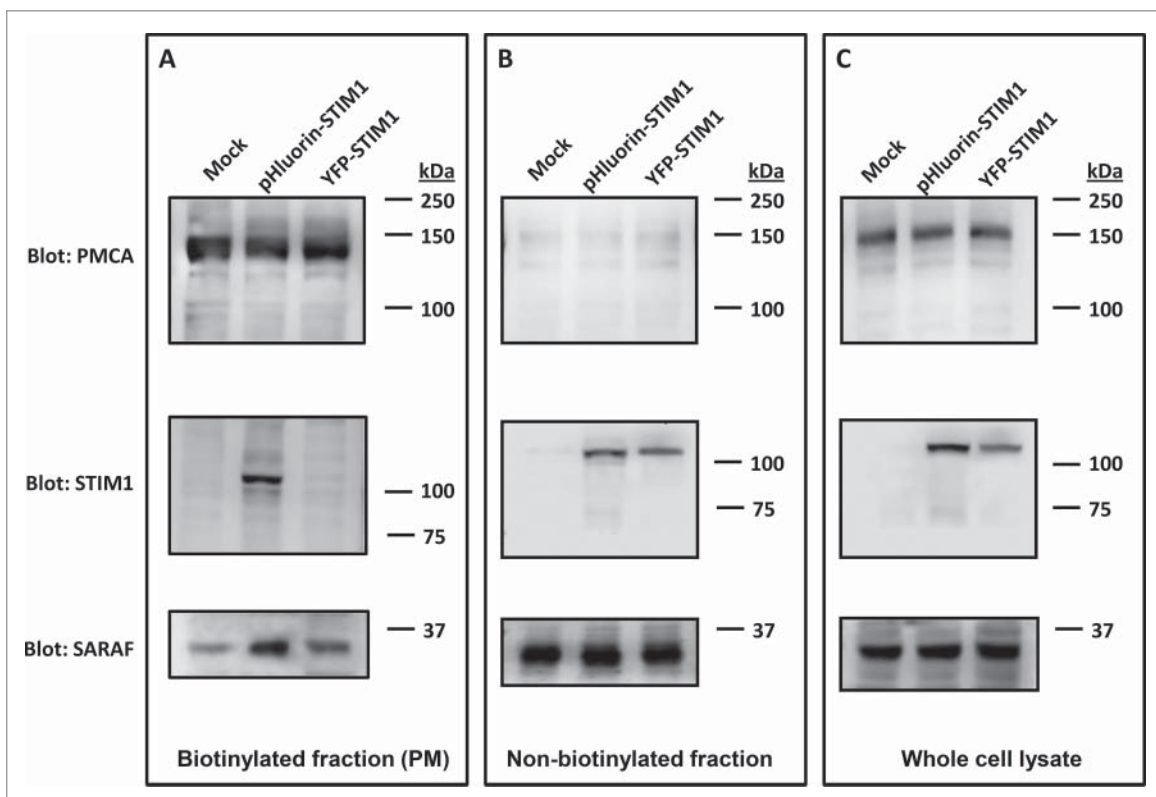 A
Mock
pHluorin-STIM1
YFP-STIM1
kDa
250
150
100
100
75
37
Biotinylated fraction (PM)
B
Mock
pHluorin-STIM1
YFP-STIM1
kDa
250
150
100
100
75
37
Non-biotinylated fraction
C
Mock
pHluorin-STIM1
YFP-STIM1
kDa
250
150
100
100
75
37
Whole cell lysate
Blot: PMCA
Blot: STIM1
Blot: SARAF